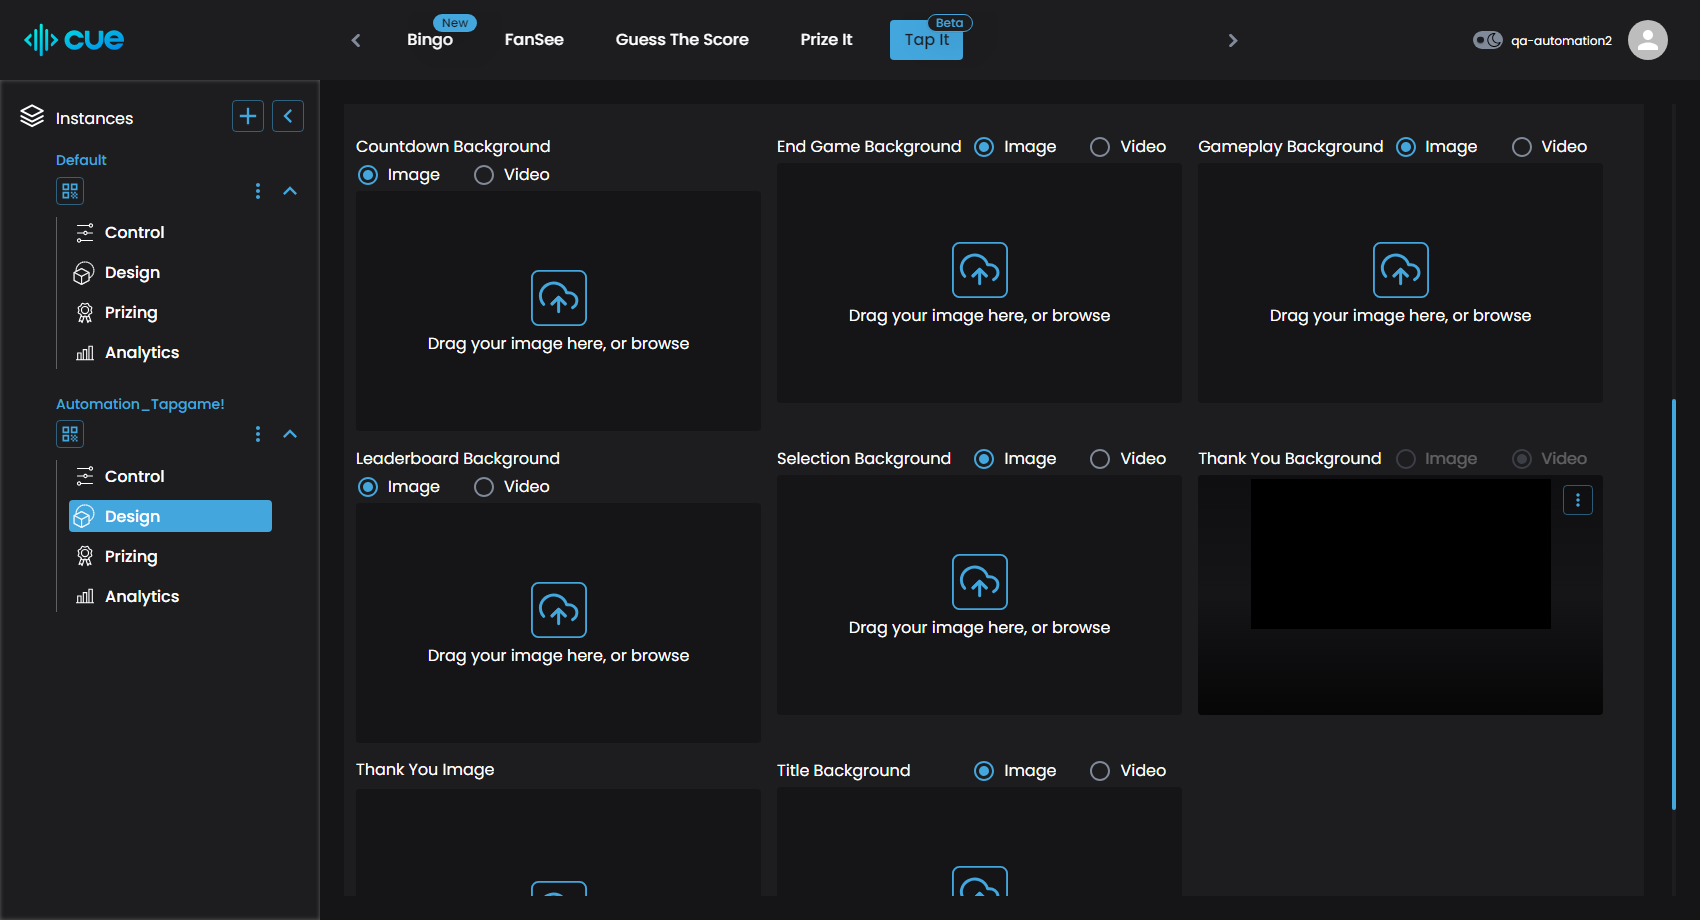 cue
Bingo
New
FanSee
Guess The Score
Prize It
Tap It
Beta
qa-automation2
Instances
Default
Control
Design
Prizing
Analytics
Automation_Tapgame!
Control
Design
Prizing
Analytics
Countdown Background
Image Video
Drag your image here, or browse
End Game Background Image Video
Drag your image here, or browse
Gameplay Background Image Video
Drag your image here, or browse
Leaderboard Background
Image Video
Drag your image here, or browse
Selection Background Image Video
Drag your image here, or browse
Thank You Background Image Video
Thank You Image
Title Background Image Video